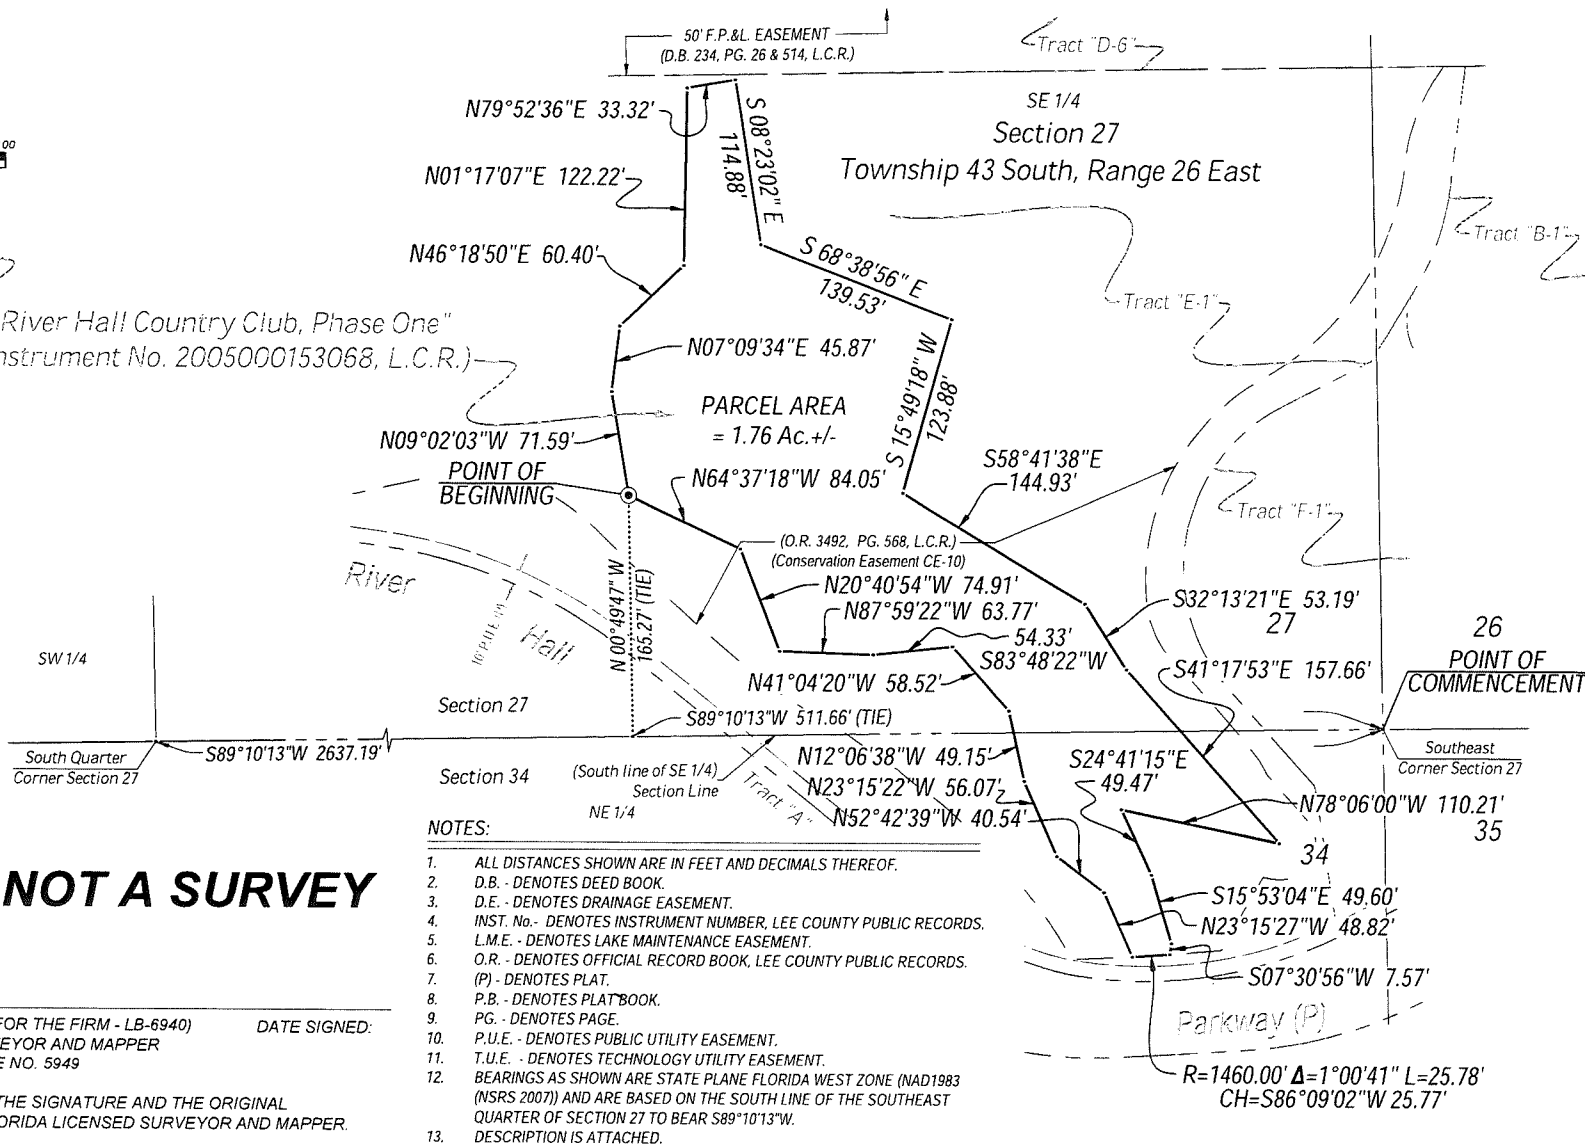 50' F.P.&L. EASEMENT
(D.B. 234, PG. 26 & 514, L.C.R.)
Tract "D-6"
N79°52'36"E 33.32'
S 08°23'02" E
114.88'
SE 1/4
Section 27
Township 43 South, Range 26 East
00
N01°17'07"E 122.22'
Tract "B-1"
N46°18'50"E 60.40'
S 68°38'56" E
139.53'
Tract "E-1"
River Hall Country Club, Phase One"
nstrument No. 2005000153068, L.C.R.)
N07°09'34"E 45.87'
S 15°49'18" W
123.88'
PARCEL AREA
= 1.76 Ac.+/-
N09°02'03"W 71.59'
POINT OF
BEGINNING
N64°37'18"W 84.05'
S58°41'38"E
144.93'
Tract "F-1"
(O.R. 3492, PG. 568, L.C.R.)
(Conservation Easement CE-10)
River
Hall
N 00°49'47" W
165.27' (TIE)
N20°40'54"W 74.91'
N87°59'22"W 63.77'
54.33'
S83°48'22"W
S32°13'21"E 53.19'
27
26
POINT OF
COMMENCEMENT
S41°17'53"E 157.66'
SW 1/4
N41°04'20"W 58.52'
Section 27
S89°10'13"W 511.66' (TIE)
South Quarter
Corner Section 27
S89°10'13"W 2637.19'
Southeast
Corner Section 27
N12°06'38"W 49.15'
S24°41'15"E
49.47'
Section 34
(South line of SE 1/4)
Section Line
Tract "A"
N23°15'22"W 56.07'
NE 1/4
N52°42'39"W 40.54'
N78°06'00"W 110.21'
35
34
NOTES:
1. ALL DISTANCES SHOWN ARE IN FEET AND DECIMALS THEREOF.
2. D.B. - DENOTES DEED BOOK.
3. D.E. - DENOTES DRAINAGE EASEMENT.
4. INST. No.- DENOTES INSTRUMENT NUMBER, LEE COUNTY PUBLIC RECORDS.
5. L.M.E. - DENOTES LAKE MAINTENANCE EASEMENT.
6. O.R. - DENOTES OFFICIAL RECORD BOOK, LEE COUNTY PUBLIC RECORDS.
7. (P) - DENOTES PLAT.
8. P.B. - DENOTES PLAT BOOK.
9. PG. - DENOTES PAGE.
10. P.U.E. - DENOTES PUBLIC UTILITY EASEMENT.
11. T.U.E. - DENOTES TECHNOLOGY UTILITY EASEMENT.
12. BEARINGS AS SHOWN ARE STATE PLANE FLORIDA WEST ZONE (NAD1983
(NSRS 2007)) AND ARE BASED ON THE SOUTH LINE OF THE SOUTHEAST
QUARTER OF SECTION 27 TO BEAR S89°10'13"W.
13. DESCRIPTION IS ATTACHED.
NOT A SURVEY
FOR THE FIRM - LB-6940) DATE SIGNED:
EYOR AND MAPPER
E NO. 5949
THE SIGNATURE AND THE ORIGINAL
ORIDA LICENSED SURVEYOR AND MAPPER.
S15°53'04"E 49.60'
N23°15'27"W 48.82'
S07°30'56"W 7.57'
Parkway (P)
R=1460.00' Δ=1°00'41" L=25.78'
CH=S86°09'02"W 25.77'